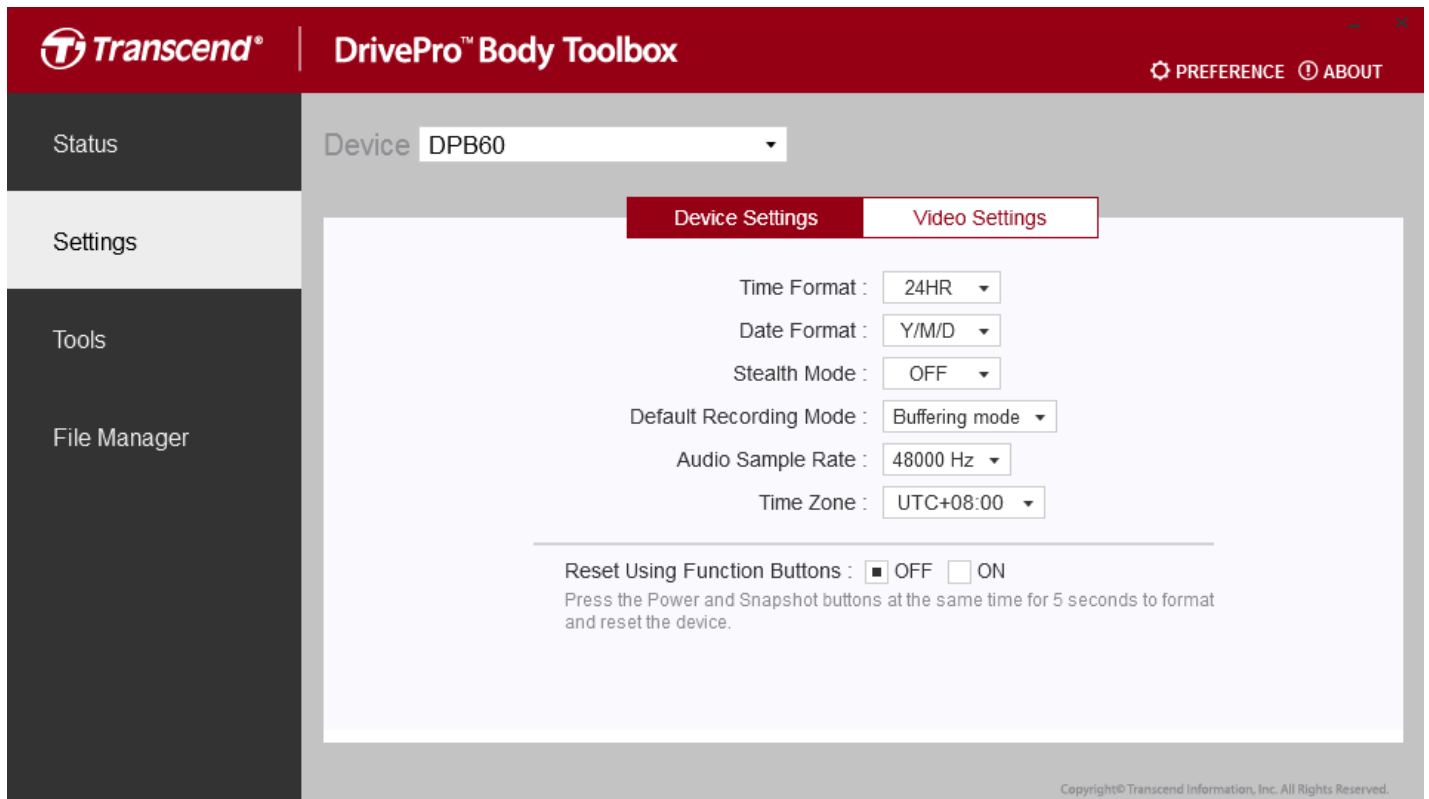 Transcend®
DrivePro™ Body Toolbox
PREFERENCE
ABOUT
Status
Settings
Tools
File Manager
Device DPB60
Device Settings
Video Settings
Time Format : 24HR
Date Format : Y/M/D
Stealth Mode : OFF
Default Recording Mode : Buffering mode
Audio Sample Rate : 48000 Hz
Time Zone : UTC+08:00
Reset Using Function Buttons : OFF ON
Press the Power and Snapshot buttons at the same time for 5 seconds to format
and reset the device.
Copyright© Transcend Information, Inc. All Rights Reserved.